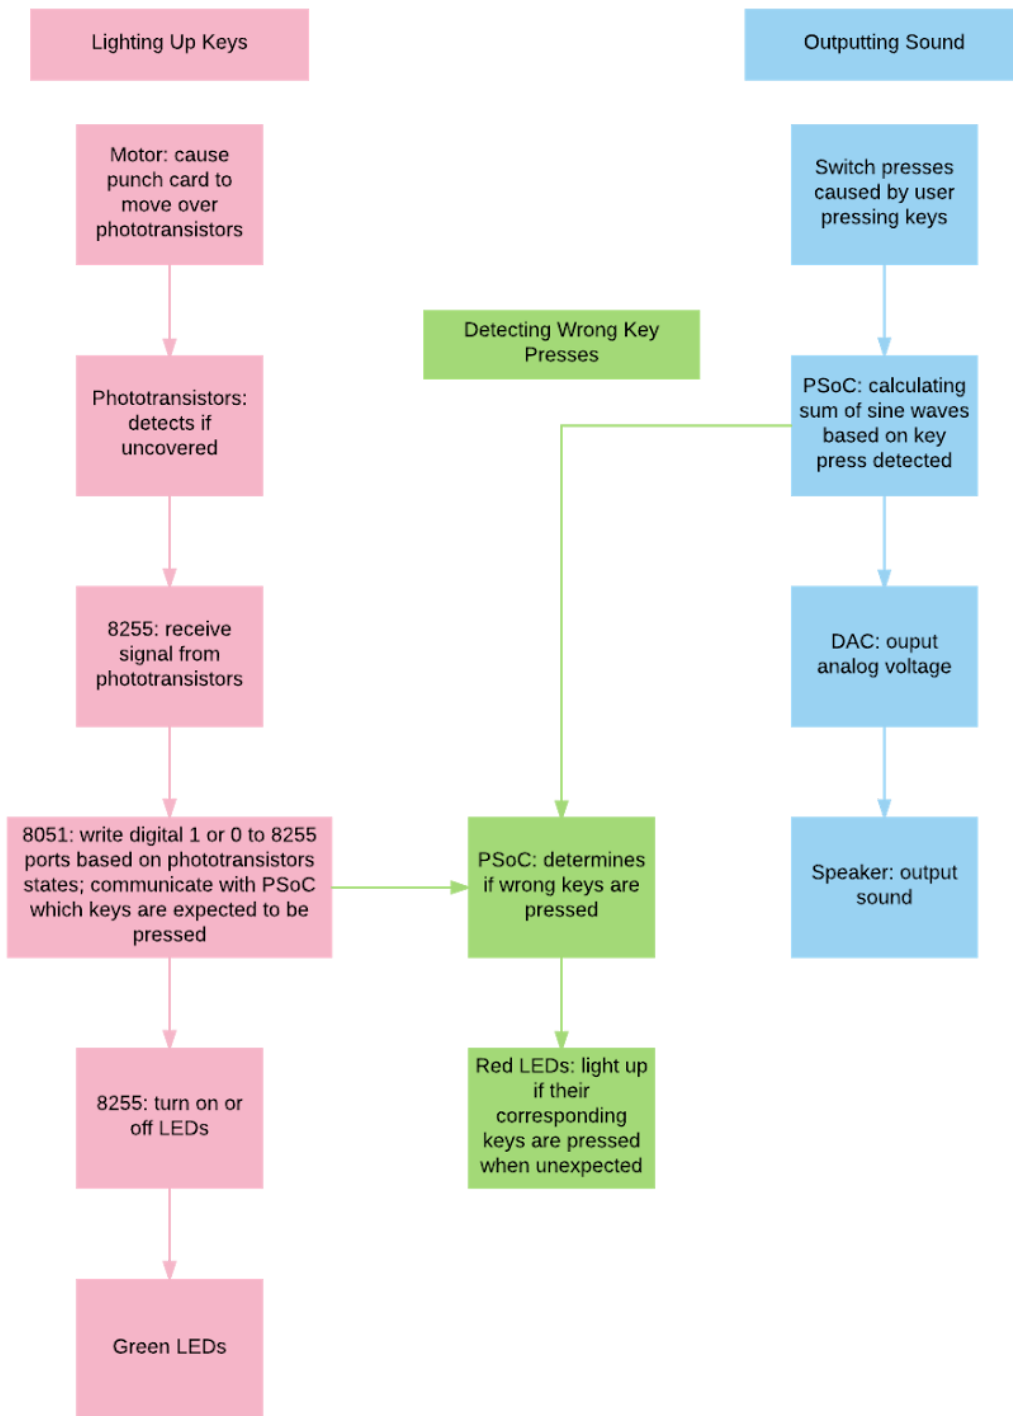 Lighting Up Keys
Motor: cause
punch card to
move over
phototransistors
Phototransistors:
detects if
uncovered
8255: receive
signal from
phototransistors
8051: write digital 1 or 0 to 8255
ports based on phototransistors
states; communicate with PSoC
which keys are expected to be
pressed
8255: turn on or
off LEDs
Green LEDs
Detecting Wrong Key
Presses
PSoC: determines
if wrong keys are
pressed
Red LEDs: light up
if their
corresponding
keys are pressed
when unexpected
Outputting Sound
Switch presses
caused by user
pressing keys
PSoC: calculating
sum of sine waves
based on key
press detected
DAC: ouput
analog voltage
Speaker: output
sound